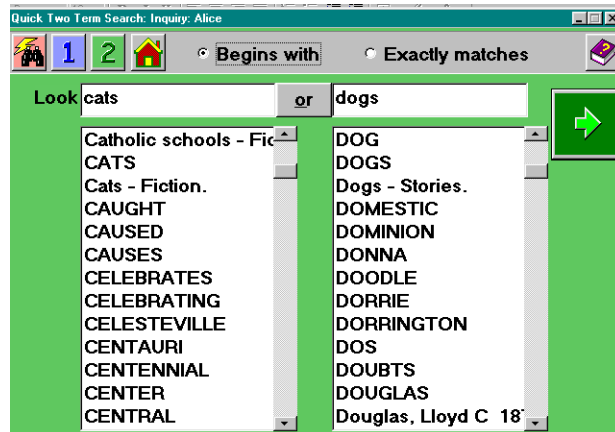 Quick Two Term Search: Inquiry: Alice
1 2 Begins with Exactly matches
Look cats or dogs
Catholic schools - Fic
CATS
Cats - Fiction.
CAUGHT
CAUSED
CAUSES
CELEBRATES
CELEBRATING
CELESTEVILLE
CENTAURI
CENTENNIAL
CENTER
CENTRAL
DOG
DOGS
Dogs - Stories.
DOMESTIC
DOMINION
DONNA
DOODLE
DORRIE
DORRINGTON
DOS
DOUBTS
DOUGLAS
Douglas, Lloyd C 18